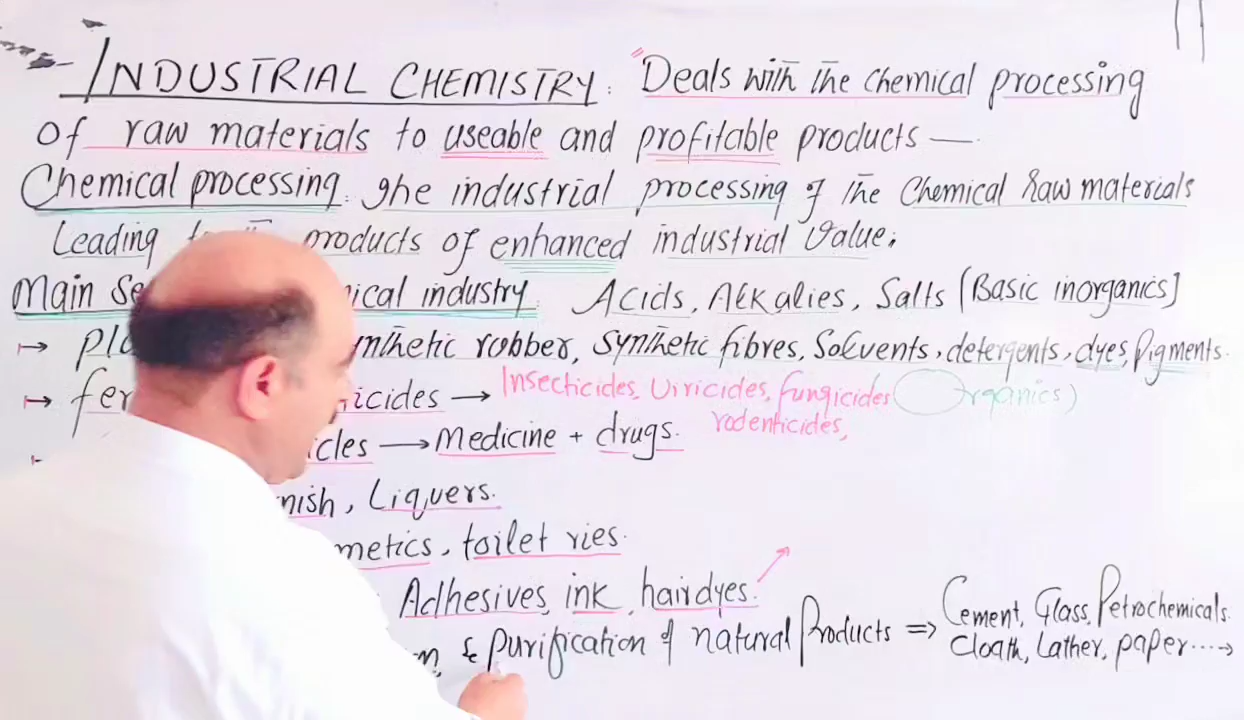 INDUSTRIAL CHEMISTRY: "Deals with the chemical processing
of raw materials to useable and profitable products —
Chemical processing: The industrial processing of the Chemical Raw materials
Leading products of enhanced industrial Value;
Main ical industry: Acids, Alkalies, Salts [Basic inorganics]
↦ nthetic robber, Synthetic fibres, Solvents, detergents, dyes, Pigments.
↦ icides → Insecticides, Viricides, Fungicides ( Organics)
rodenticides,
cles → Medicine + drugs.
nish, Liquers.
metics, toilet ries.
Adhesives, ink, hairdyes.
& Purification of natural Products ⇒ Cement, Glass, Petrochemicals.
Cloath, Lather, paper....→